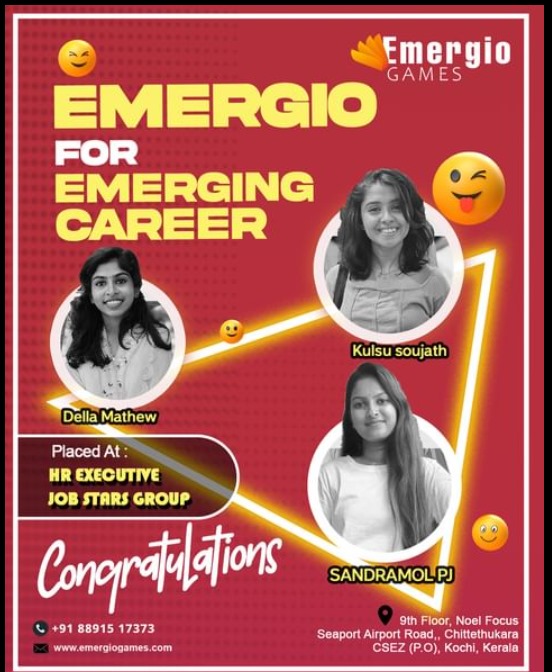 Emergio
GAMES
EMERGIO
FOR
EMERGING
CAREER
Kulsu soujath
Della Mathew
Placed At :
HR EXECUTIVE
JOB STARS GROUP
SANDRAMOL PJ
Congratulations
+91 88915 17373
www.emergiogames.com
9th Floor, Noel Focus
Seaport Airport Road,, Chittethukara
CSEZ (P.O), Kochi, Kerala